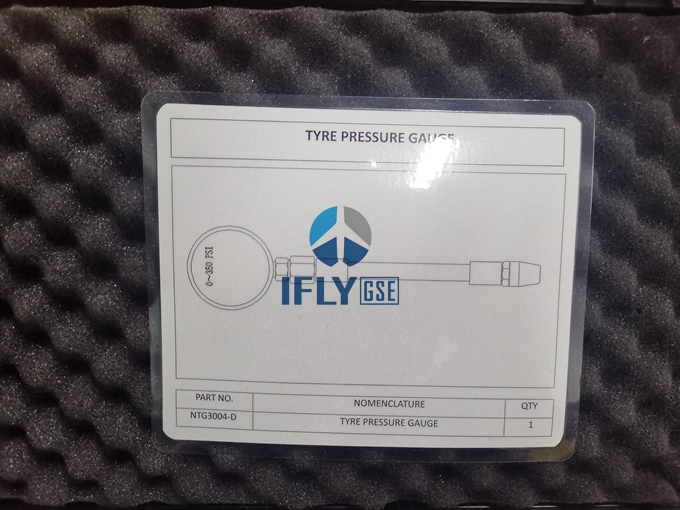 TYRE PRESSURE GAUGE
0~350 PSI
IFLY GSE
PART NO.
NOMENCLATURE
QTY
NTG3004-D
TYRE PRESSURE GAUGE
1